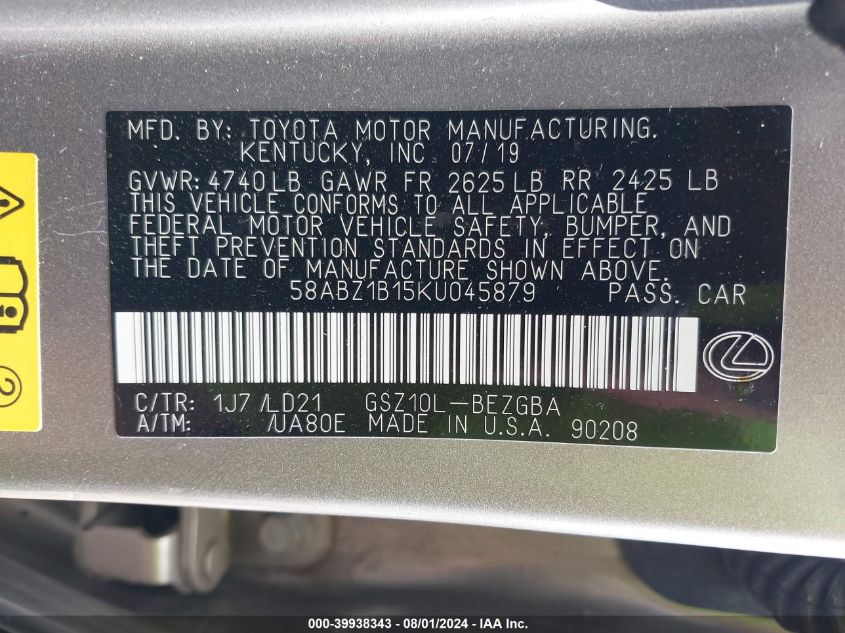 MFD. BY: TOYOTA MOTOR MANUFACTURING.
KENTUCKY, INC 07/19
GVWR: 4740 LB GAWR FR 2625 LB RR 2425 LB
THIS VEHICLE CONFORMS TO ALL APPLICABLE
FEDERAL MOTOR VEHICLE SAFETY, BUMPER, AND
THEFT PREVENTION STANDARDS IN EFFECT ON
THE DATE OF MANUFACTURE SHOWN ABOVE.
58ABZ1B15KU045879 PASS. CAR
C/TR: 1J7 /LD21 GSZ10L-BEZGBA
A/TM: /UA80E MADE IN U.S.A. 90208
2
000-39938343 - 08/01/2024 - IAA Inc.